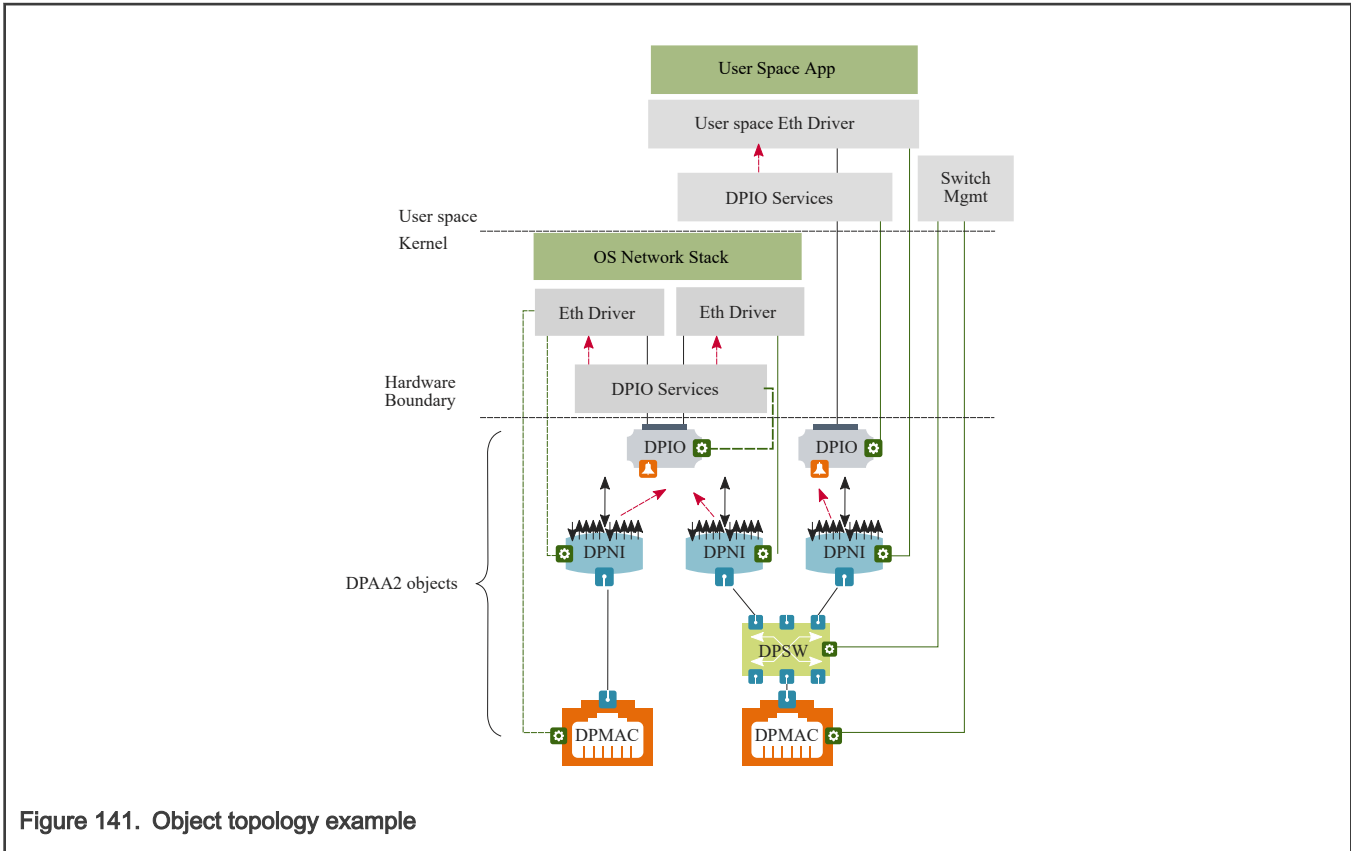 User Space App
User space Eth Driver
DPIO Services
Switch
Mgmt
User space
Kernel
OS Network Stack
Eth Driver
Eth Driver
DPIO Services
Hardware
Boundary
DPIO
DPIO
DPNI
DPNI
DPNI
DPAA2 objects
DPSW
DPMAC
DPMAC
Figure 141. Object topology example